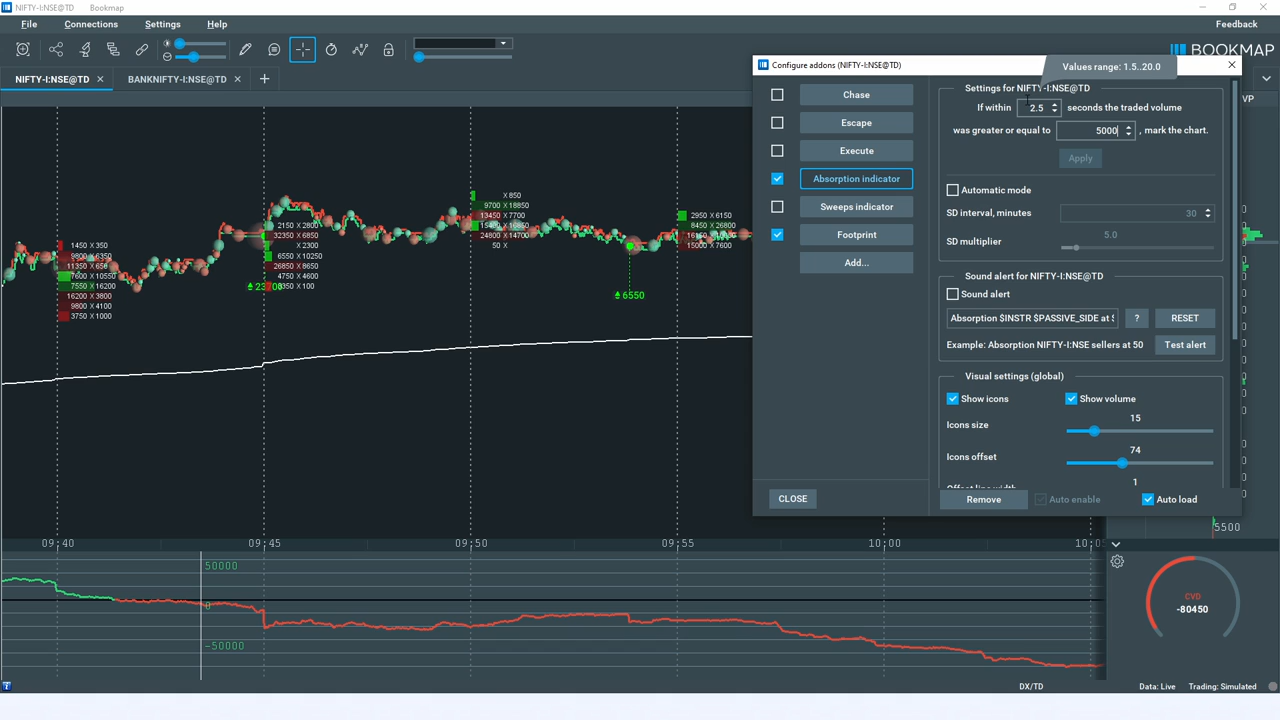 NIFTY-I:NSE@TD Bookmap
File Connections Settings Help Feedback
BOOKMAP
NIFTY-I:NSE@TD BANKNIFTY-I:NSE@TD
VP
Configure addons (NIFTY-I:NSE@TD)
Values range: 1.5..20.0
Chase
Escape
Execute
Absorption indicator
Sweeps indicator
Footprint
Add...
CLOSE
Settings for NIFTY-I:NSE@TD
If within 2.5 seconds the traded volume
was greater or equal to 5000 , mark the chart.
Apply
Automatic mode
SD interval, minutes 30
SD multiplier 5.0
Sound alert for NIFTY-I:NSE@TD
Sound alert
Absorption $INSTR $PASSIVE_SIDE at ? RESET
Example: Absorption NIFTY-I:NSE sellers at 50 Test alert
Visual settings (global)
Show icons Show volume
Icons size 15
Icons offset 74
Offset line width 1
Remove Auto enable Auto load
1450 X 350
9800 X 6350
11350 X 650
7600 X 10550
7550 X 16200
16200 X 3800
9800 X 4100
3750 X 1000
2150 X 2800
32350 X 6850
X 2300
6550 X 10250
26850 X 8650
4750 X 4600
X 100
X 850
9700 X 18850
13450 X 7700
24800 X 14700
50 X
6550
2950 X 6150
8450 X 26800
15000 X 7600
5500
09:40 09:45 09:50 09:55 10:00
50000
0
-50000
CVD
-80450
DX/TD Data: Live Trading: Simulated